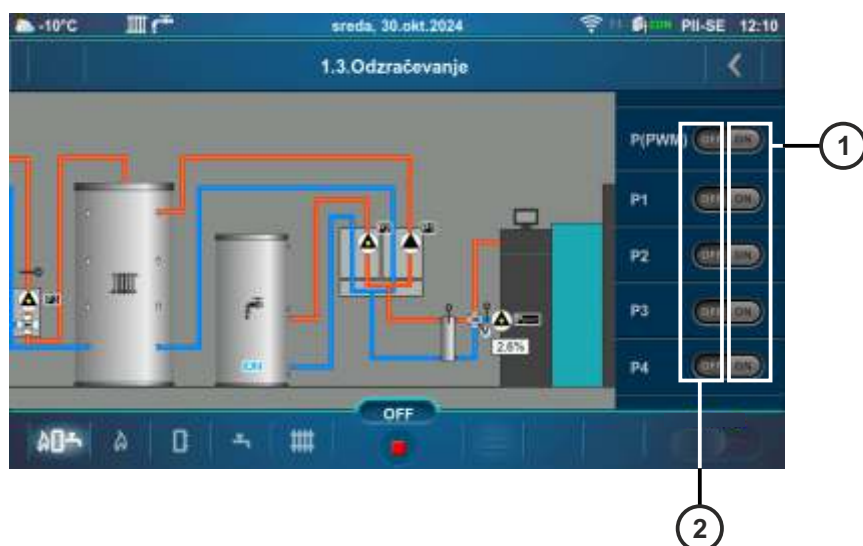 -10°C sreda, 30.okt.2024 PII-SE 12:10
1.3.Odzračevanje
P(PWM) OFF ON
1
P1 OFF ON
P2 OFF ON
P3 OFF ON
2,6%
P4 OFF ON
OFF
2